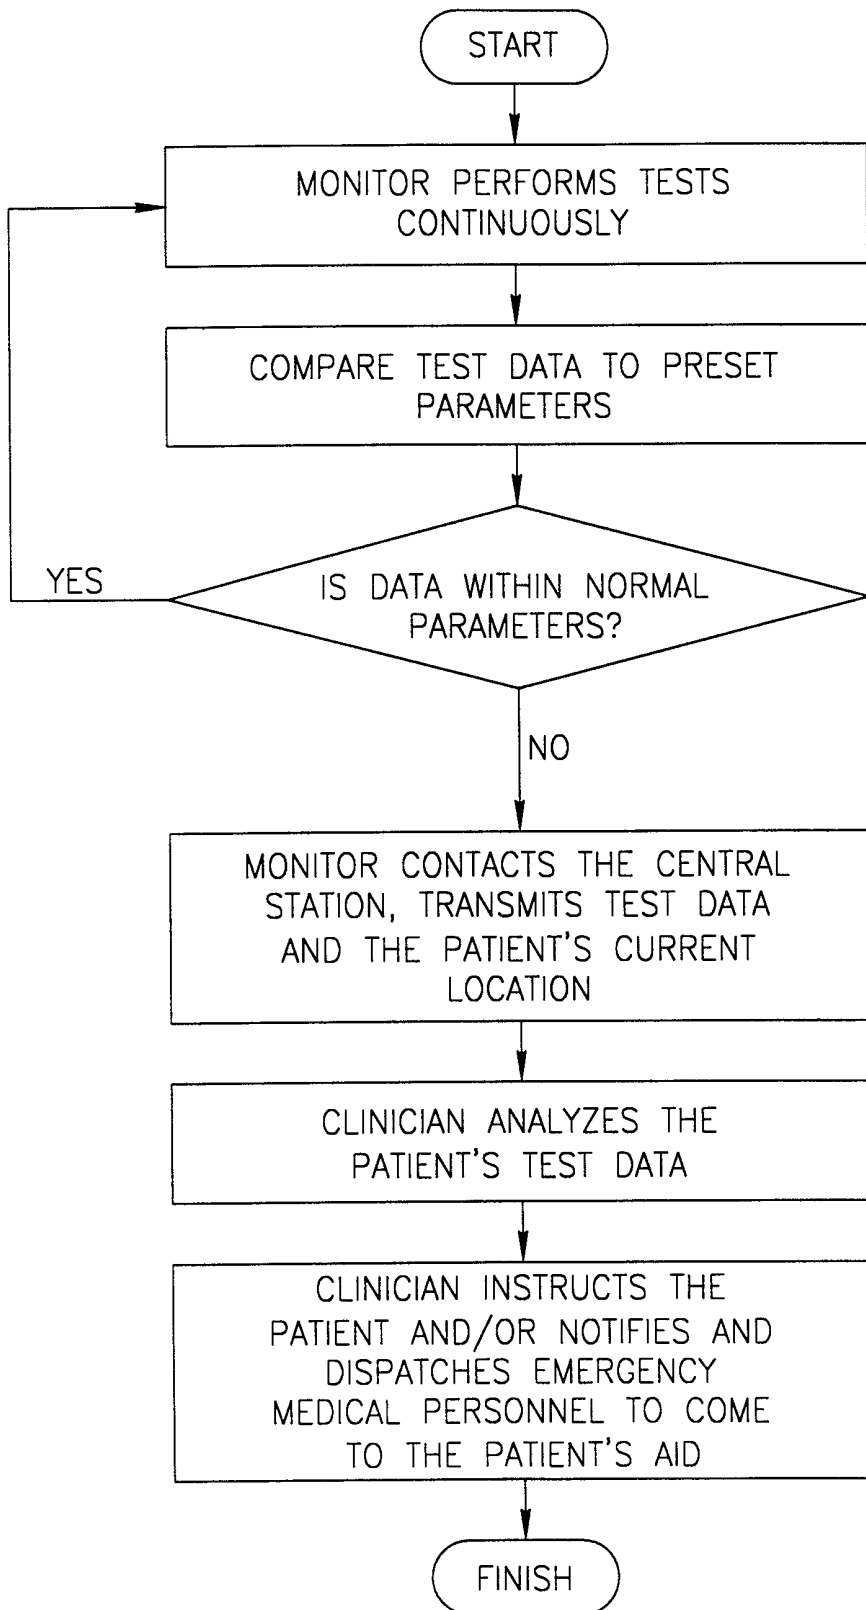 START
MONITOR PERFORMS TESTS
CONTINUOUSLY
COMPARE TEST DATA TO PRESET
PARAMETERS
IS DATA WITHIN NORMAL
PARAMETERS?
YES
NO
MONITOR CONTACTS THE CENTRAL
STATION, TRANSMITS TEST DATA
AND THE PATIENT'S CURRENT
LOCATION
CLINICIAN ANALYZES THE
PATIENT'S TEST DATA
CLINICIAN INSTRUCTS THE
PATIENT AND/OR NOTIFIES AND
DISPATCHES EMERGENCY
MEDICAL PERSONNEL TO COME
TO THE PATIENT'S AID
FINISH